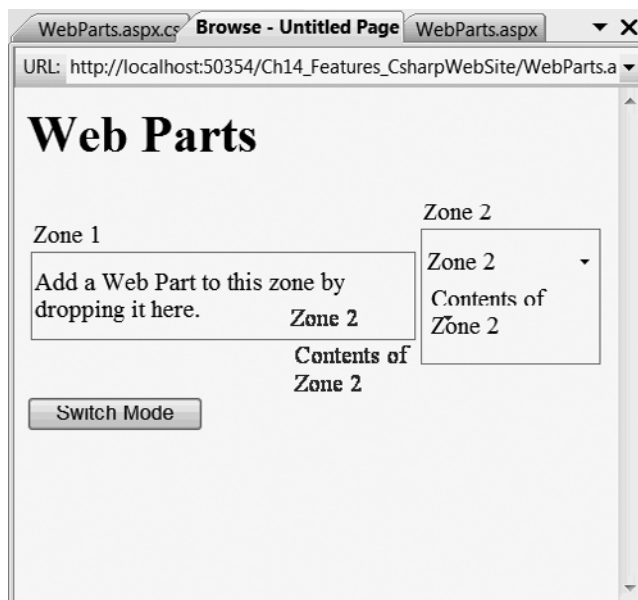 WebParts.aspx.cs
Browse - Untitled Page
WebParts.aspx
URL: http://localhost:50354/Ch14_Features_CsharpWebSite/WebParts.a
Web Parts
Zone 1
Add a Web Part to this zone by
dropping it here.
Zone 2
Contents of
Zone 2
Zone 2
Zone 2
Contents of
Zone 2
Switch Mode